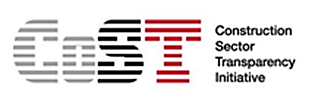 CoST
Construction
Sector
Transparency
Initiative